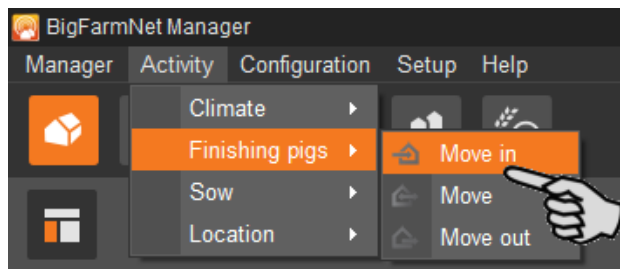 BigFarmNet Manager
Manager Activity Configuration Setup Help
Climate
Finishing pigs
Sow
Location
Move in
Move
Move out